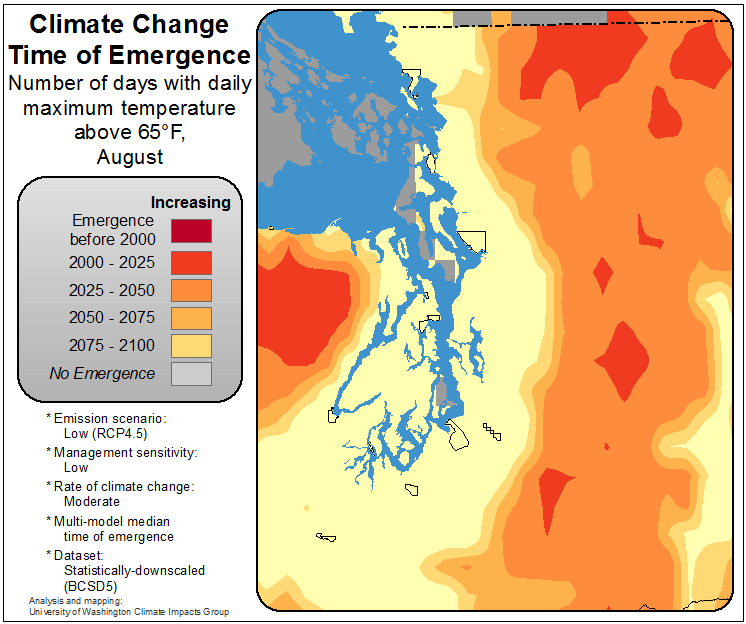 Climate Change
Time of Emergence
Number of days with daily
maximum temperature
above 65°F,
August
Increasing
Emergence
before 2000
2000 - 2025
2025 - 2050
2050 - 2075
2075 - 2100
No Emergence
* Emission scenario:
Low (RCP4.5)
* Management sensitivity:
Low
* Rate of climate change:
Moderate
* Multi-model median
time of emergence
* Dataset:
Statistically-downscaled
(BCSD5)
Analysis and mapping:
University of Washington Climate Impacts Group